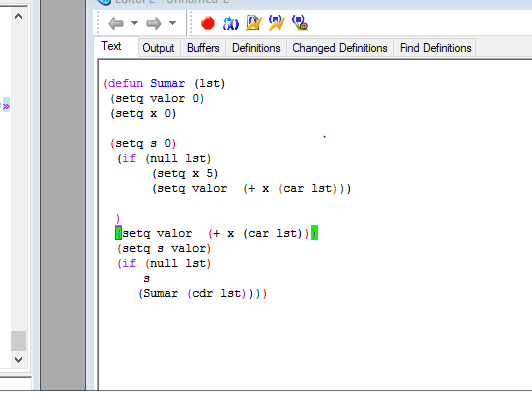 Editor 2 - Unnamed 2
Text Output Buffers Definitions Changed Definitions Find Definitions
(defun Sumar (lst)
(setq valor 0)
(setq x 0)
(setq s 0)
(if (null lst)
(setq x 5)
(setq valor (+ x (car lst)))
)
(setq valor (+ x (car lst)))
(setq s valor)
(if (null lst)
s
(Sumar (cdr lst))))
»